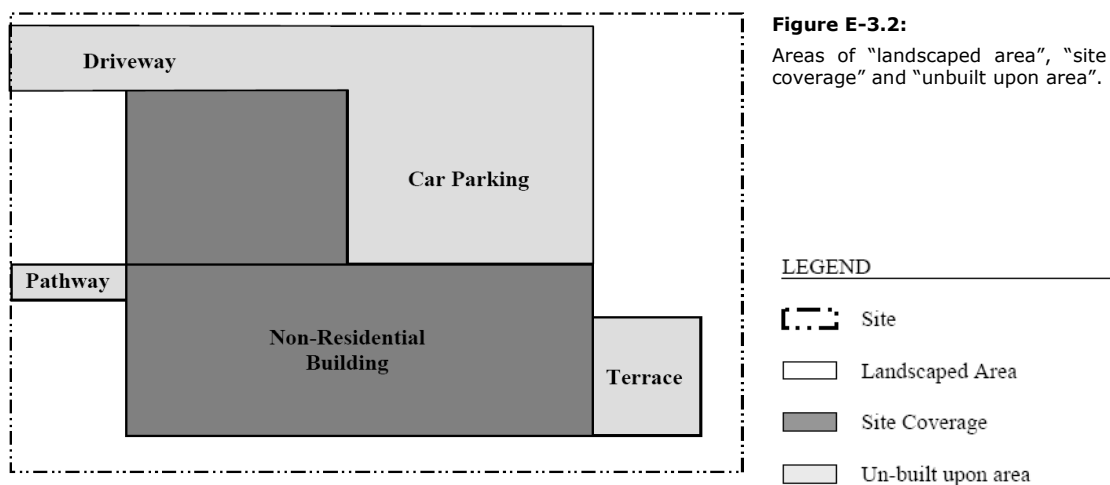 Driveway
Car Parking
Pathway
Non-Residential
Building
Terrace
Figure E-3.2:
Areas of “landscaped area”, “site
coverage” and “unbuilt upon area”.
LEGEND
Site
Landscaped Area
Site Coverage
Un-built upon area